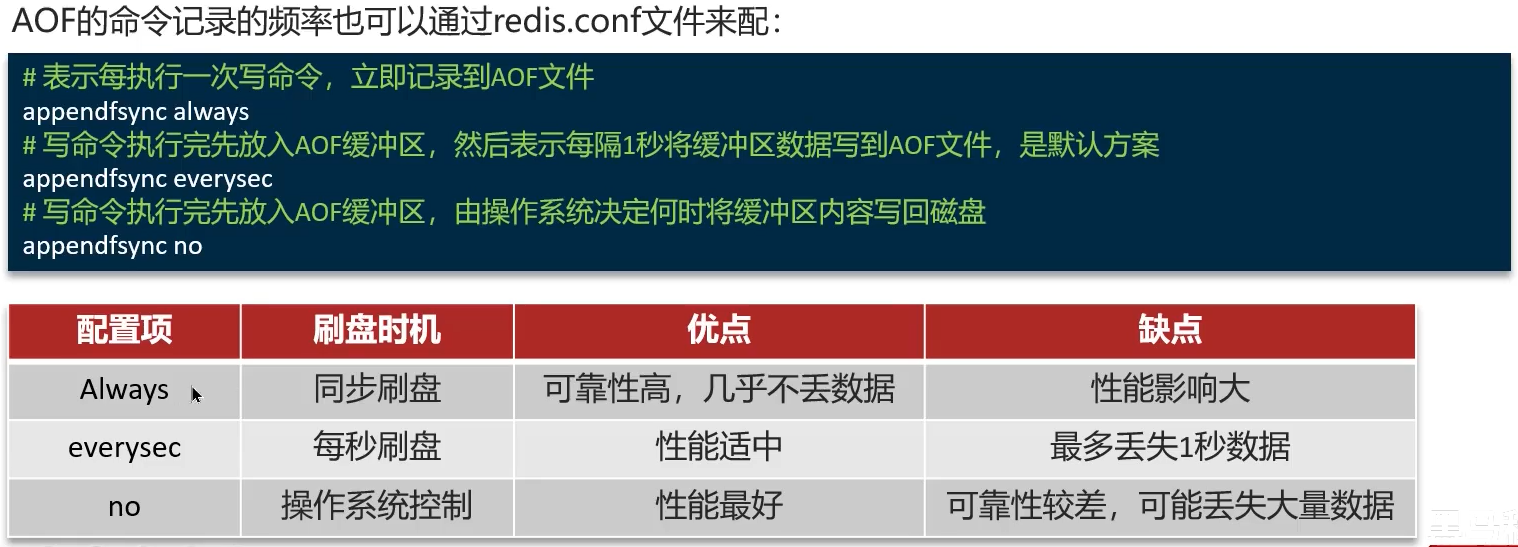 AOF的命令记录的频率也可以通过redis.conf文件来配：
# 表示每执行一次写命令，立即记录到AOF文件
appendfsync always
# 写命令执行完先放入AOF缓冲区，然后表示每隔1秒将缓冲区数据写到AOF文件，是默认方案
appendfsync everysec
# 写命令执行完先放入AOF缓冲区，由操作系统决定何时将缓冲区内容写回磁盘
appendfsync no
配置项 刷盘时机 优点 缺点
Always 同步刷盘 可靠性高，几乎不丢数据 性能影响大
everysec 每秒刷盘 性能适中 最多丢失1秒数据
no 操作系统控制 性能最好 可靠性较差，可能丢失大量数据